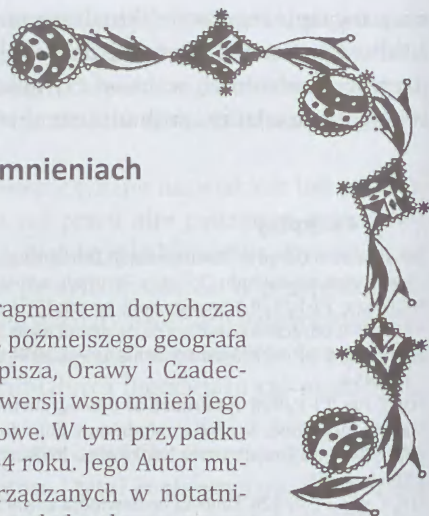 mnieniach
ragmentem dotychczas
późniejszego geografa
pisza, Orawy i Czadec-
wersji wspomnień jego
owe. W tym przypadku
4 roku. Jego Autor mu-
rządzanych w notatni-